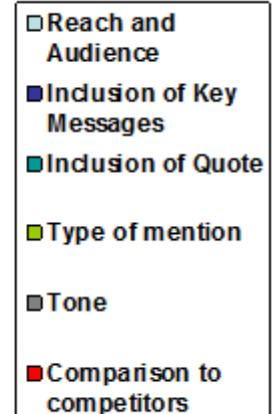 Reach and
Audience
Inclusion of Key
Messages
Inclusion of Quote
Type of mention
Tone
Comparison to
competitors